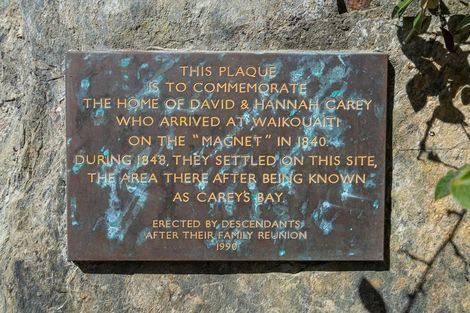 THIS PLAQUE
IS TO COMMEMORATE
THE HOME OF DAVID & HANNAH CAREY
WHO ARRIVED AT WAIKOUAITI
ON THE "MAGNET" IN 1840.
DURING 1848, THEY SETTLED ON THIS SITE,
THE AREA THERE AFTER BEING KNOWN
AS CAREY'S BAY.
ERECTED BY DESCENDANTS
AFTER THEIR FAMILY REUNION
1990